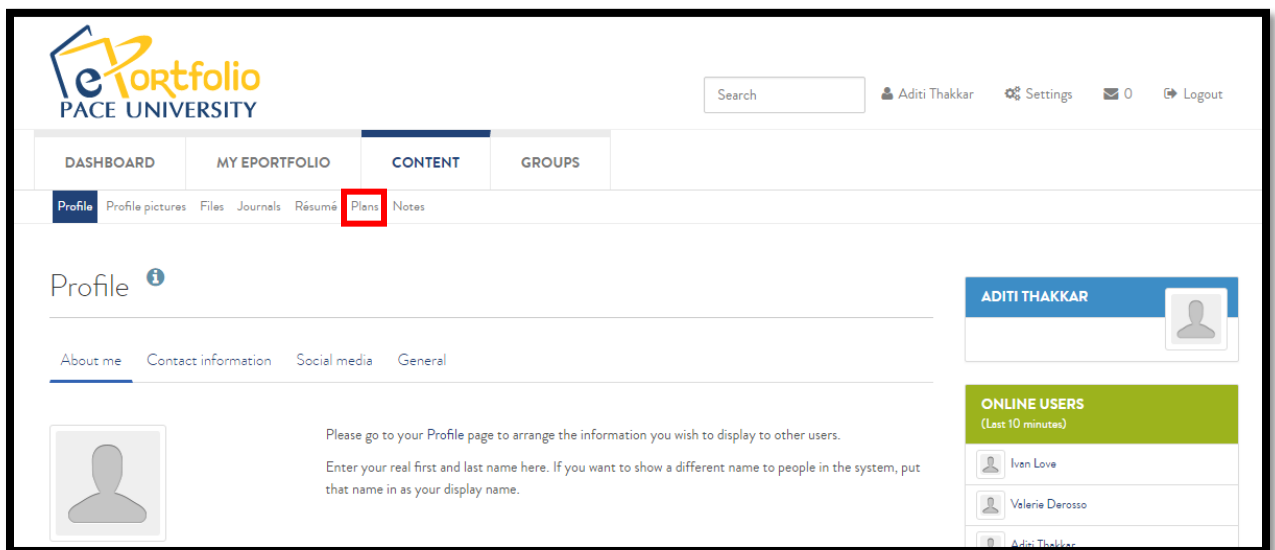 ePortfolio
PACE UNIVERSITY
Search
Aditi Thakkar
Settings
0
Logout
DASHBOARD
MY EPORTFOLIO
CONTENT
GROUPS
Profile Profile pictures Files Journals Résumé Plans Notes
Profile
About me Contact information Social media General
Please go to your Profile page to arrange the information you wish to display to other users.
Enter your real first and last name here. If you want to show a different name to people in the system, put
that name in as your display name.
ADITI THAKKAR
ONLINE USERS
(Last 10 minutes)
Ivan Love
Valerie Derosso
Aditi Thakkar